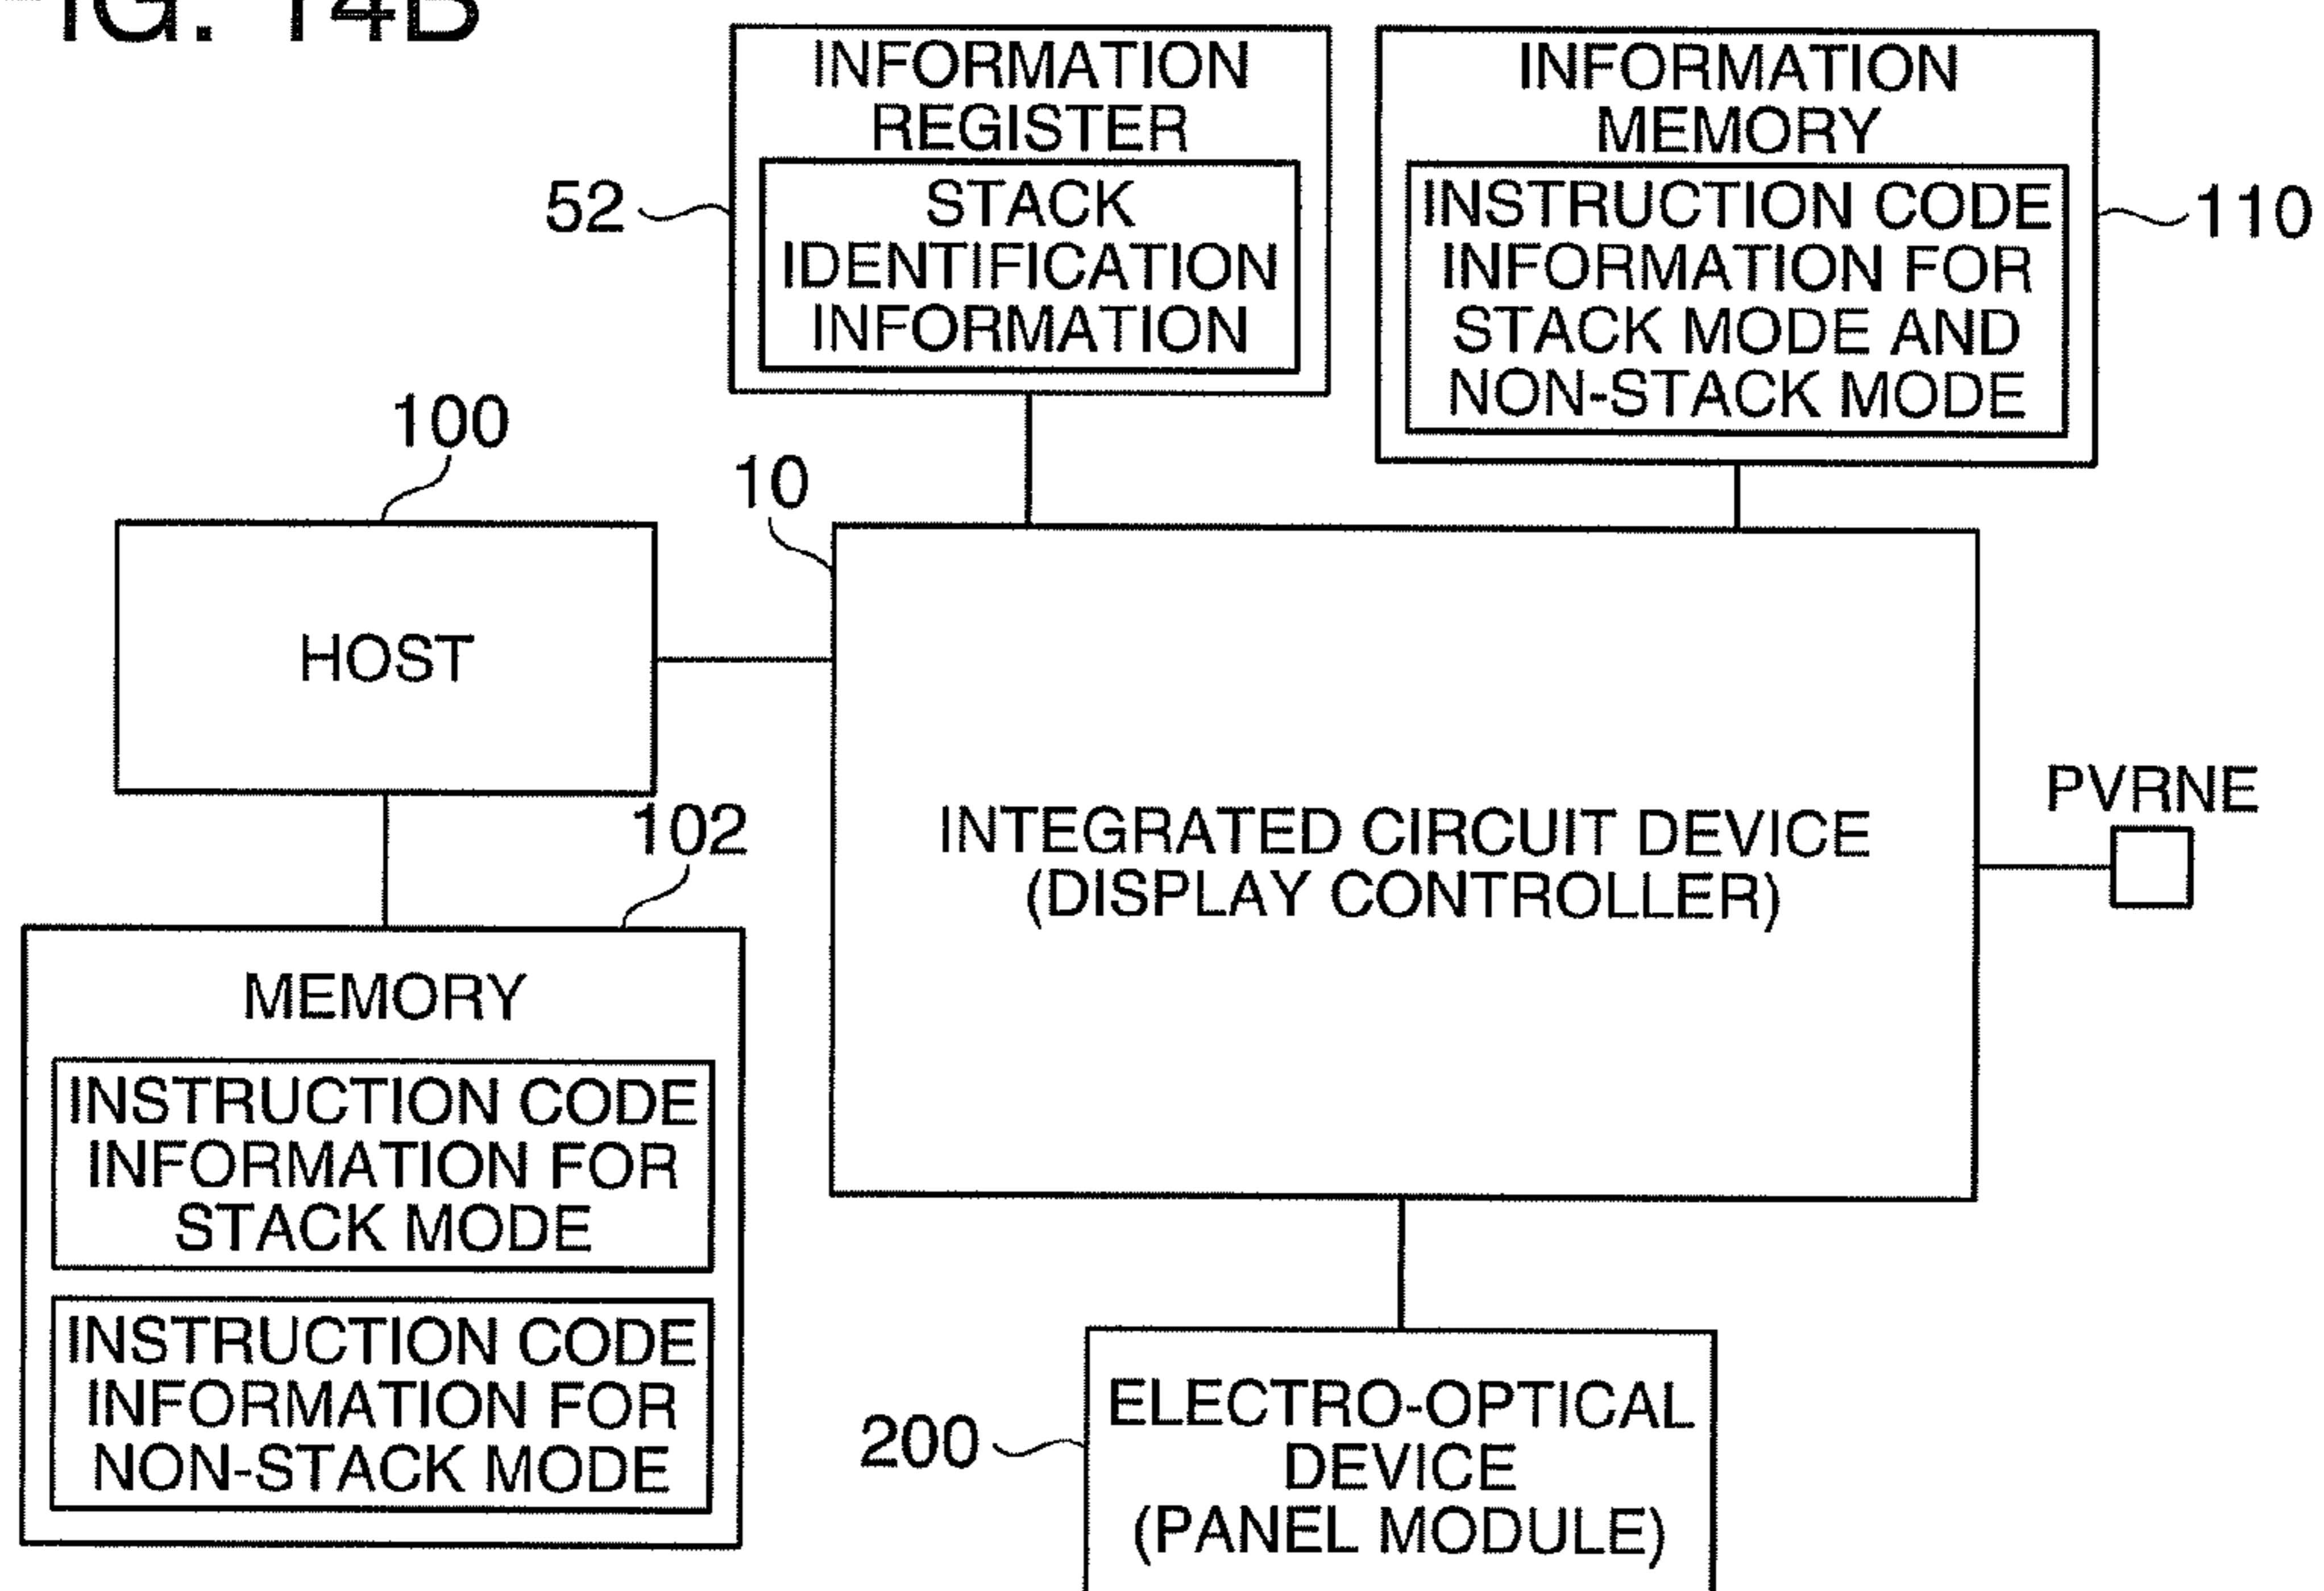 FIG. 14B
INFORMATION
REGISTER
STACK
IDENTIFICATION
INFORMATION
52
INFORMATION
MEMORY
INSTRUCTION CODE
INFORMATION FOR
STACK MODE AND
NON-STACK MODE
110
100
HOST
10
INTEGRATED CIRCUIT DEVICE
(DISPLAY CONTROLLER)
PVRNE
102
MEMORY
INSTRUCTION CODE
INFORMATION FOR
STACK MODE
INSTRUCTION CODE
INFORMATION FOR
NON-STACK MODE
200
ELECTRO-OPTICAL
DEVICE
(PANEL MODULE)